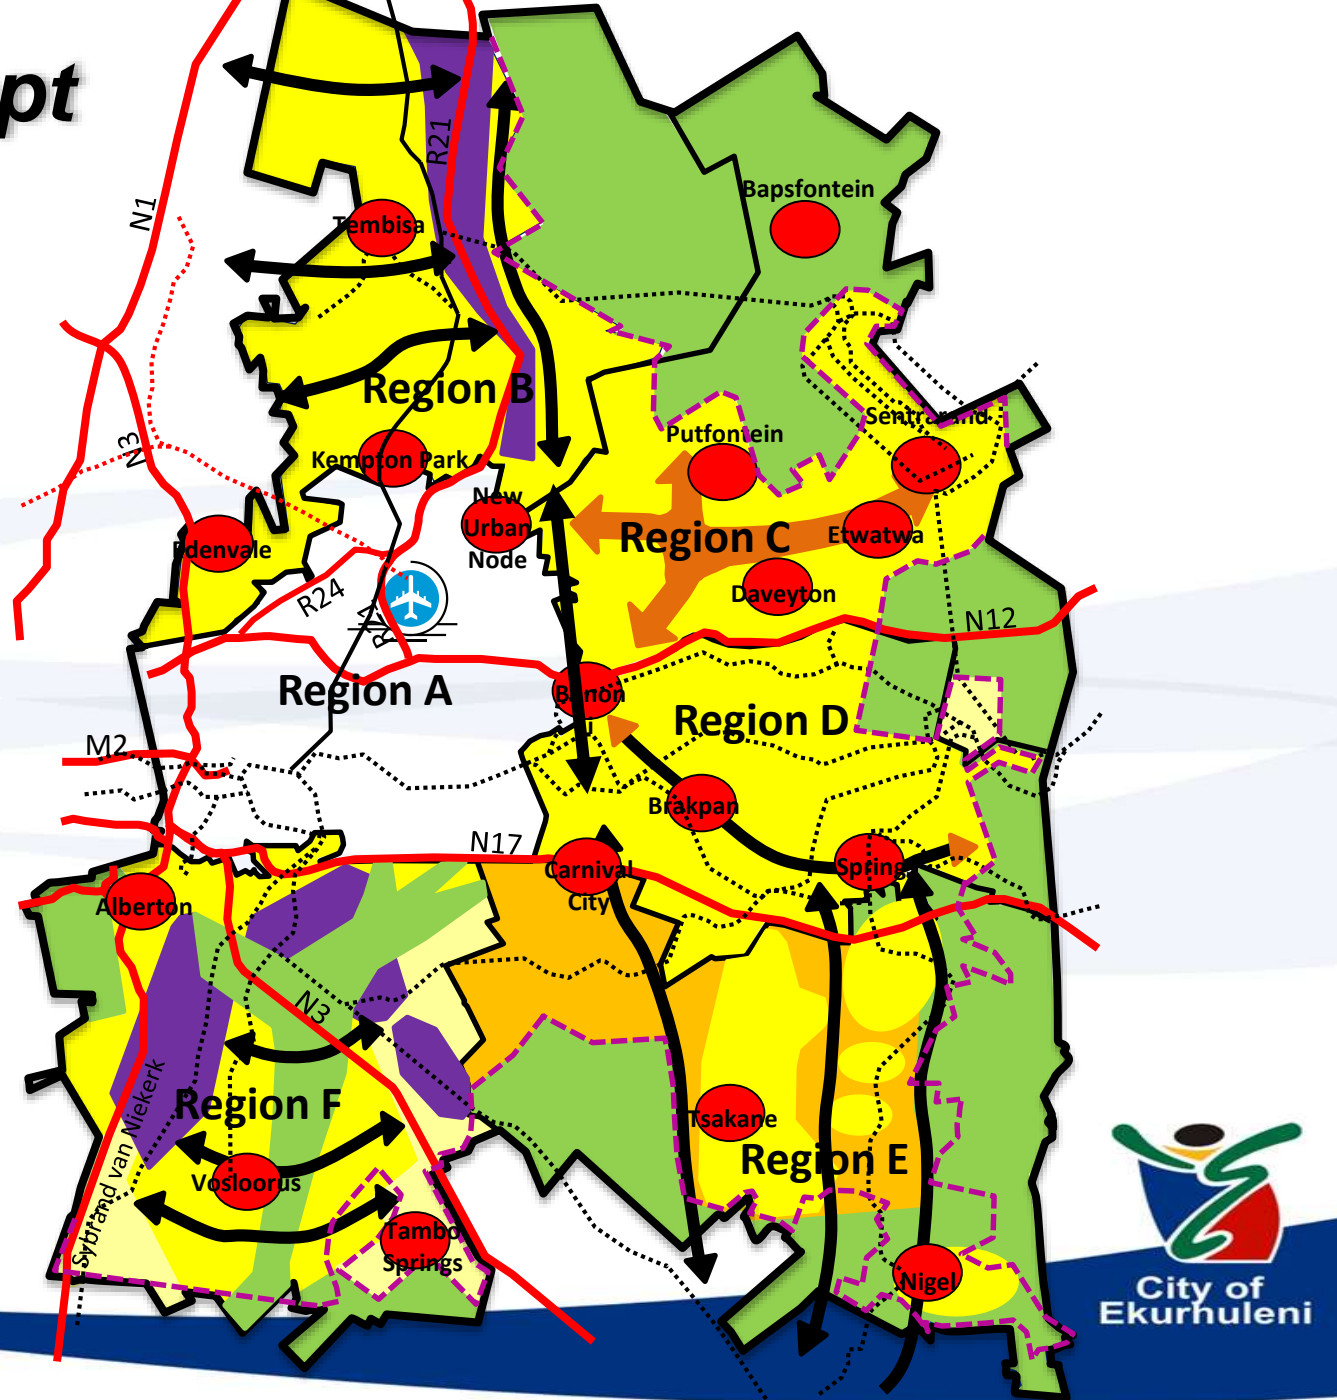 pt
N1
R21
Bapsfontein
Tembisa
Region B
Sentrarand
Putfontein
Kempton Park
New
Urban
Node
N3
Region C
Etwatwa
Edenvale
Daveyton
R24
N12
Region A
Benoni
Region D
M2
Brakpan
N17
Springs
Carnival
City
Alberton
N3
Sybrand van Niekerk
Region F
Tsakane
Region E
Vosloorus
Tambo
Springs
Nigel
City of
Ekurhuleni